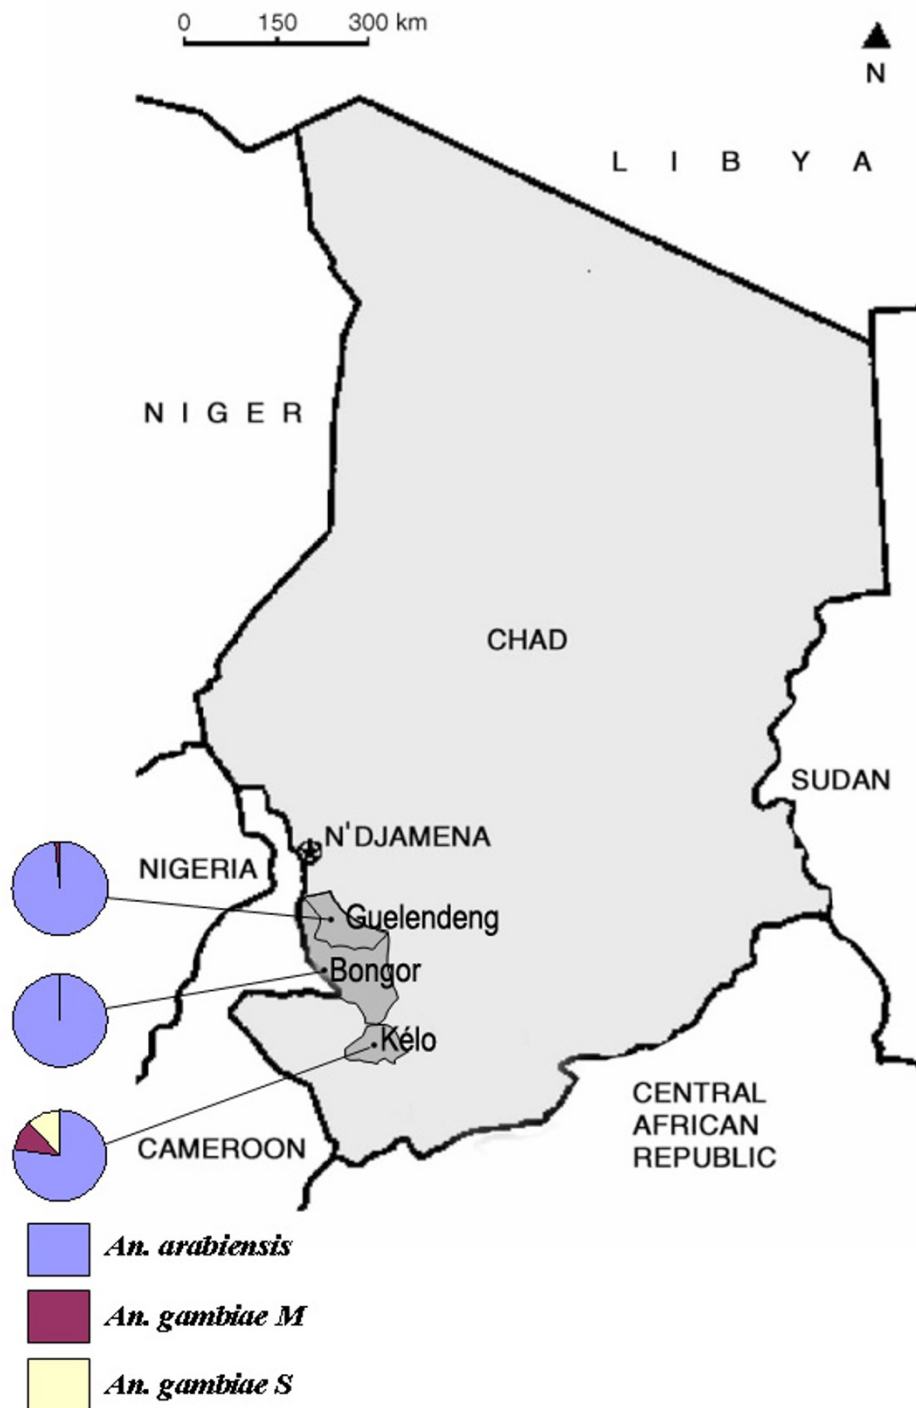 0 150 300 km
N
L I B Y A
N I G E R
CHAD
SUDAN
N'DJAMENA
NIGERIA
Guelendeng
Bongor
Kélo
CENTRAL
AFRICAN
REPUBLIC
CAMEROON
An. arabiensis
An. gambiae M
An. gambiae S